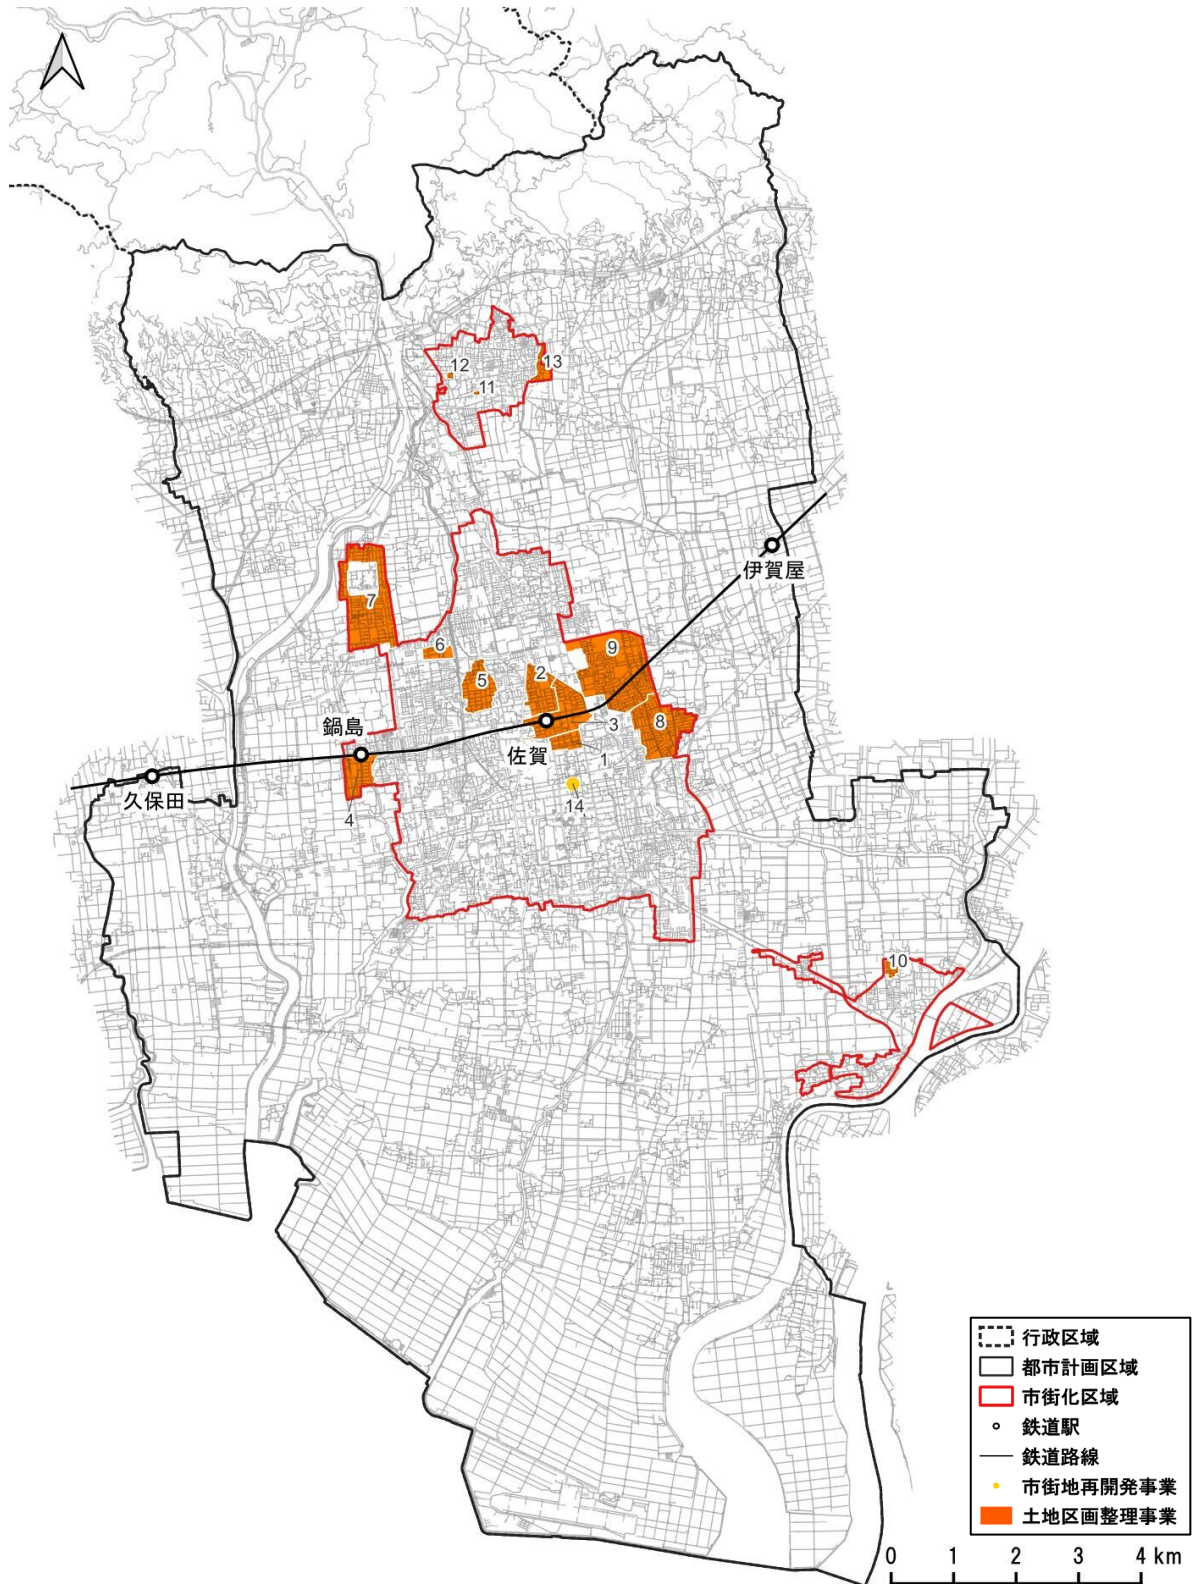 12
13
11
伊賀屋
7
6
9
2
5
8
鍋島
3
佐賀
1
久保田
14
4
10
行政区域
都市計画区域
市街化区域
鉄道駅
鉄道路線
市街地再開発事業
土地区画整理事業
0 1 2 3 4 km